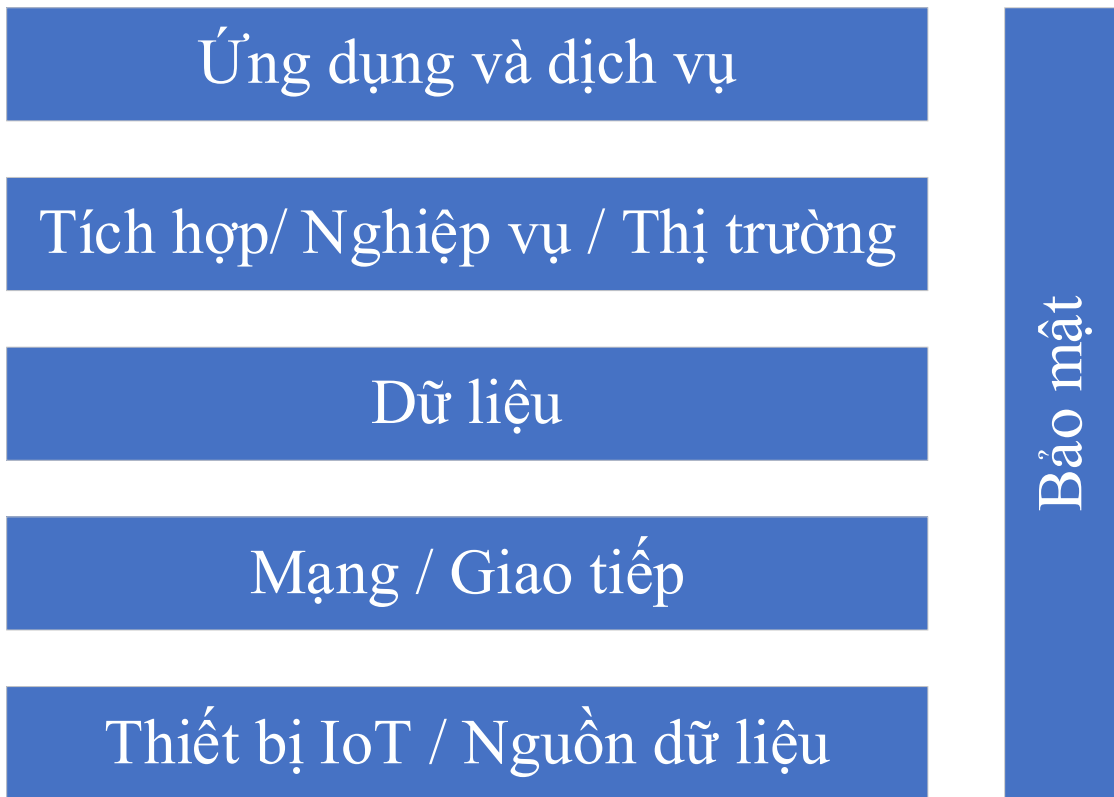 Ứng dụng và dịch vụ
Tích hợp/ Nghiệp vụ / Thị trường
Dữ liệu
Mạng / Giao tiếp
Thiết bị IoT / Nguồn dữ liệu
Bảo mật